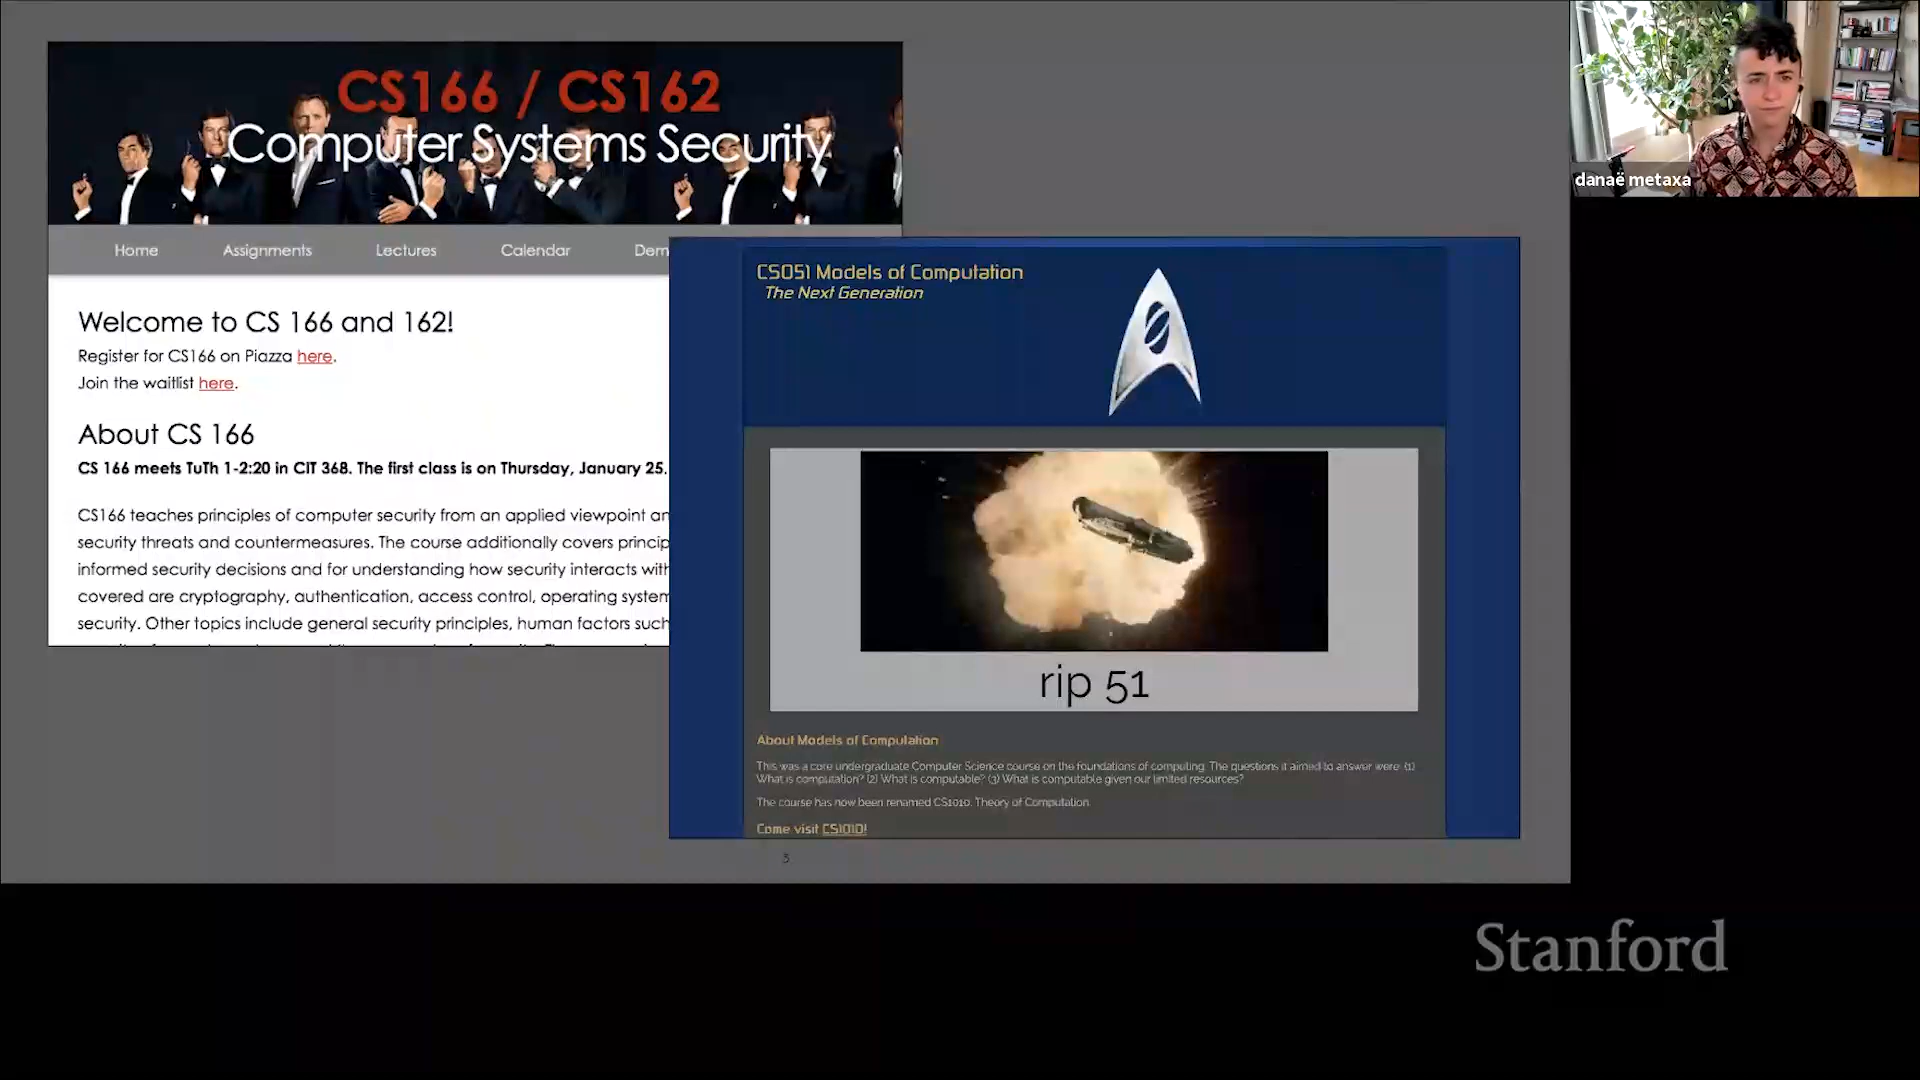 CS166 / CS162
Computer Systems Security
Home Assignments Lectures Calendar Dem
Welcome to CS 166 and 162!
Register for CS166 on Piazza here.
Join the waitlist here.
About CS 166
CS 166 meets TuTh 1-2:20 in CIT 368. The first class is on Thursday, January 25.
CS166 teaches principles of computer security from an applied viewpoint an
security threats and countermeasures. The course additionally covers princip
informed security decisions and for understanding how security interacts with
covered are cryptography, authentication, access control, operating system
security. Other topics include general security principles, human factors such
CS051 Models of Computation
The Next Generation
rip 51
About Models of Computation
This was a core undergraduate Computer Science course on the foundations of computing. The questions it aimed to answer were: (1)
What is computation? (2) What is computable? (3) What is computable given our limited resources?
The course has now been renamed CS1010: Theory of Computation.
Come visit CS1010!
3
danaë metaxa
Stanford